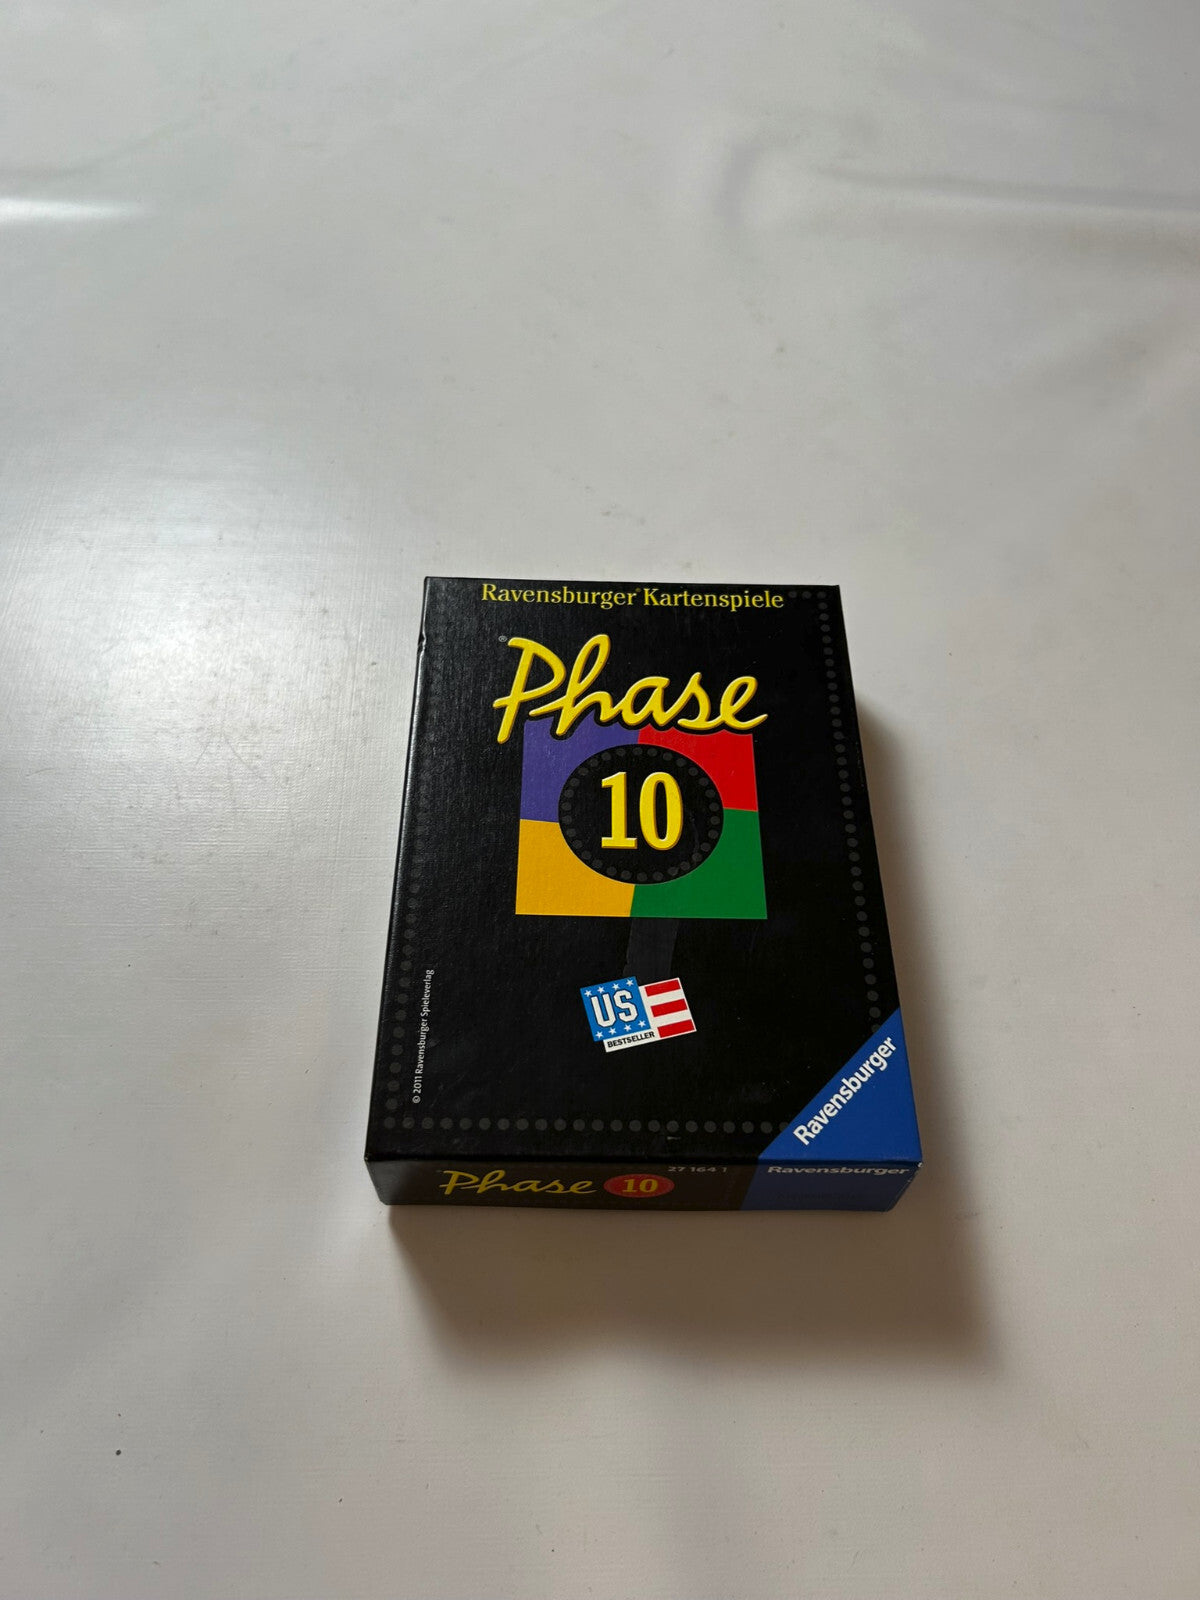 Ravensburger® Kartenspiele
®
Phase
10
US
BESTSELLER
© 2011 Ravensburger Spieleverlag
Ravensburger
Phase 10
27 164 1
Ravensburger